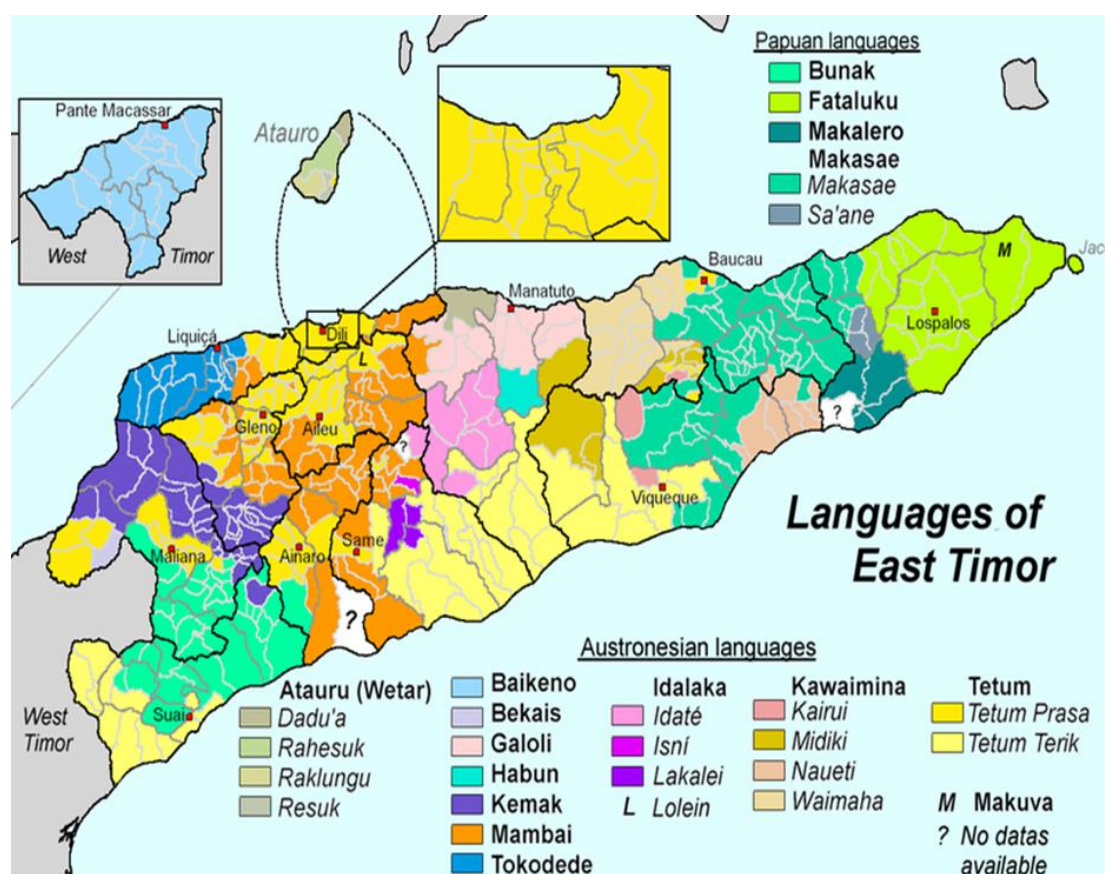 Papuan languages
Bunak
Fataluku
Makalero
Makasae
Makasae
Sa'ane
Pante Macassar
West Timor
Atauro
Baucau
M
Jaco
Manatuto
Lospalos
Liquiçá
Dili
L
Gleno
Aileu
?
?
Viqueque
Maliana
Ainaro
Same
?
Languages of
East Timor
Suai
West
Timor
Austronesian languages
Atauru (Wetar)
Dadu'a
Rahesuk
Raklungu
Resuk
Baikeno
Bekais
Galoli
Habun
Kemak
Mambai
Tokodede
Idalaka
Idaté
Isní
Lakalei
L Lolein
Kawaimina
Kairui
Midiki
Naueti
Waimaha
Tetum
Tetum Prasa
Tetum Terik
M Makuva
? No datas
available